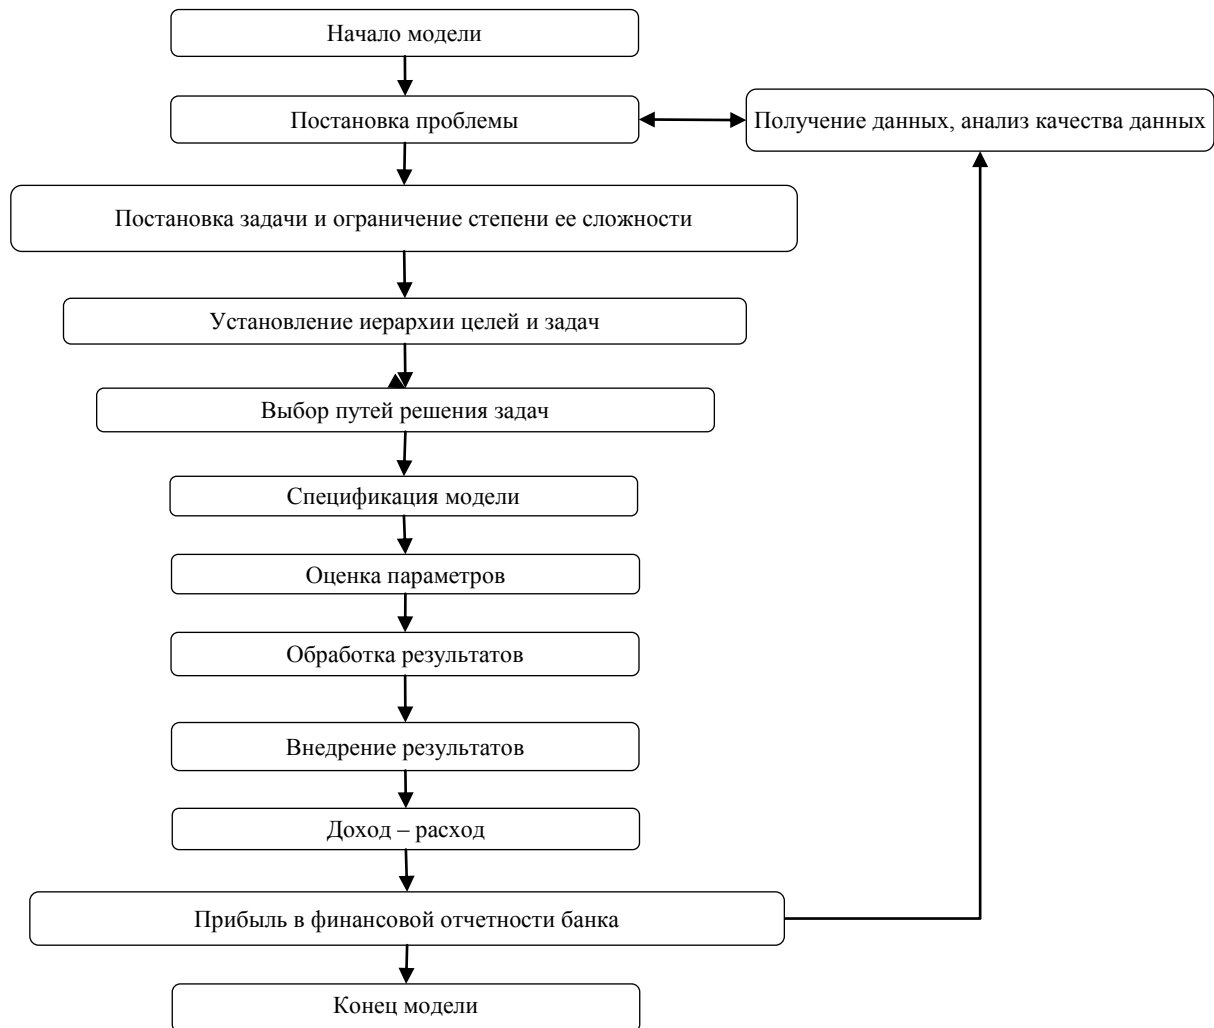 Начало модели
Постановка проблемы
Получение данных, анализ качества данных
Постановка задачи и ограничение степени ее сложности
Установление иерархии целей и задач
Выбор путей решения задач
Спецификация модели
Оценка параметров
Обработка результатов
Внедрение результатов
Доход – расход
Прибыль в финансовой отчетности банка
Конец модели